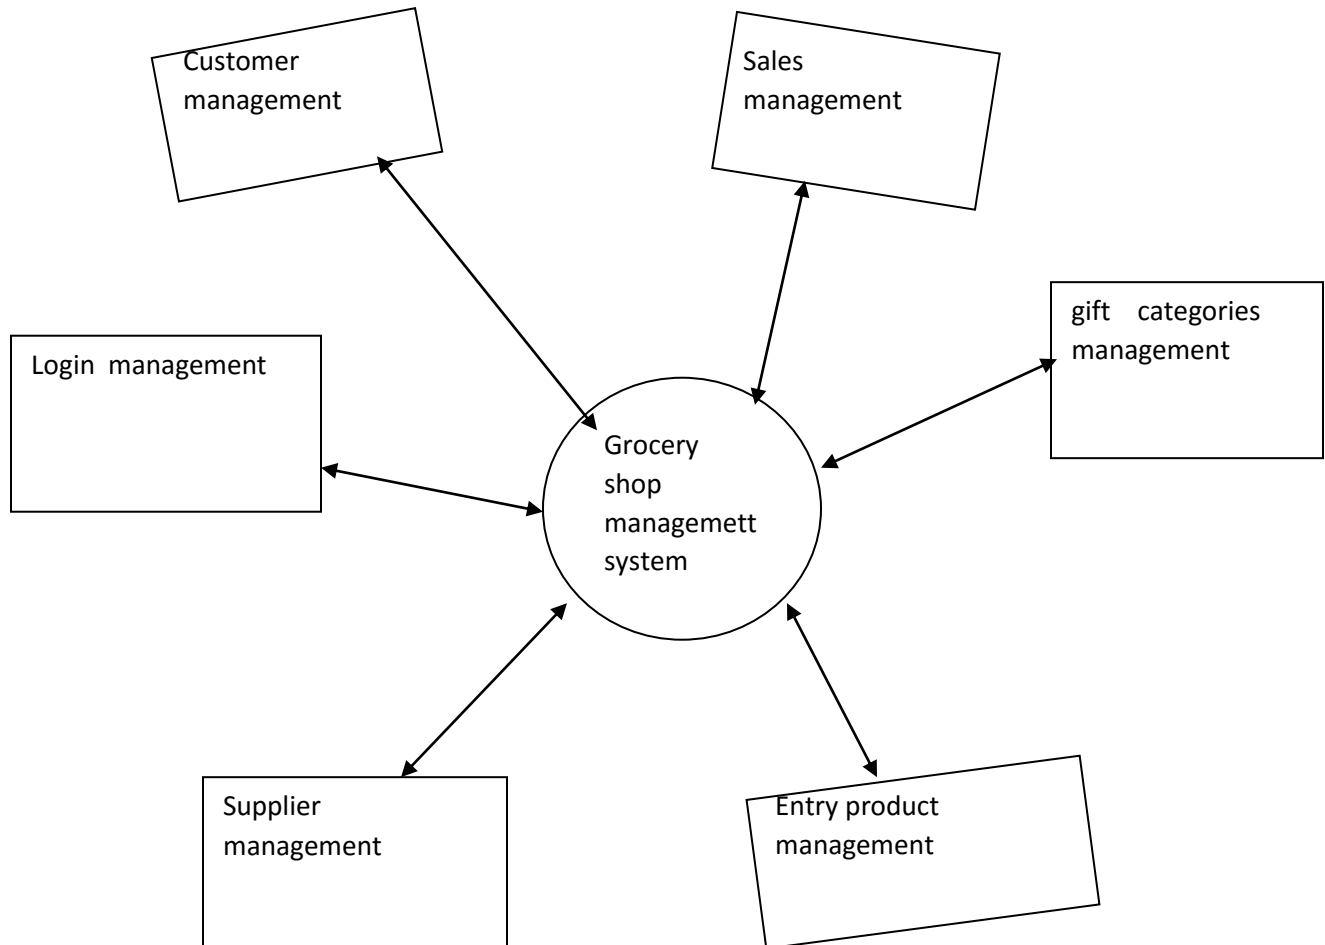 Customer
management
Sales
management
gift categories
management
Login management
Grocery
shop
managemett
system
Supplier
management
Entry product
management